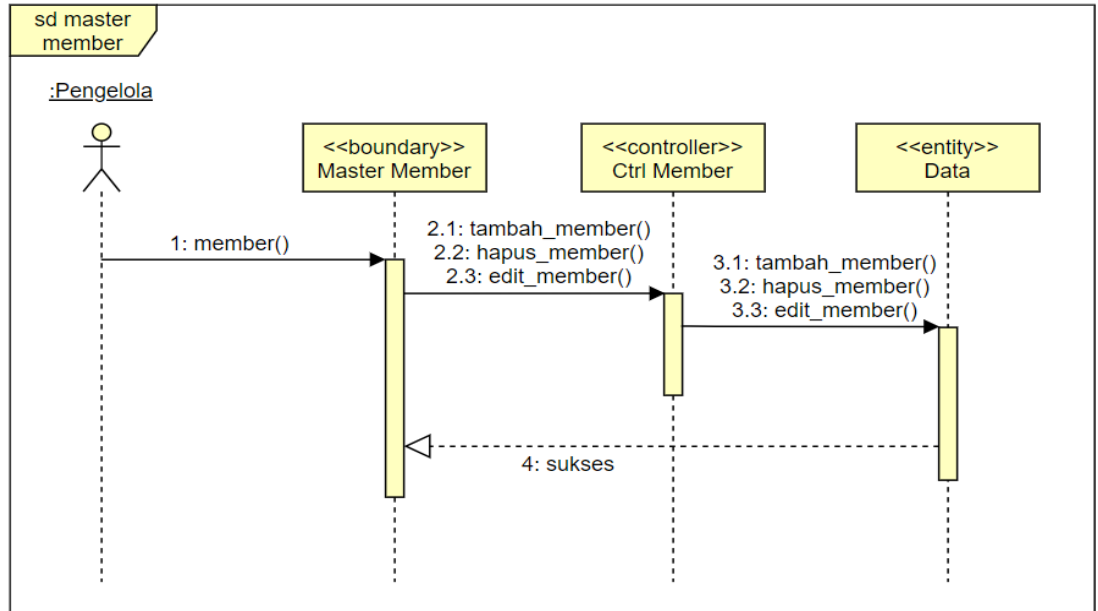 sd master
member
:Pengelola
<<boundary>>
Master Member
<<controller>>
Ctrl Member
<<entity>>
Data
1: member()
2.1: tambah_member()
2.2: hapus_member()
2.3: edit_member()
3.1: tambah_member()
3.2: hapus_member()
3.3: edit_member()
4: sukses